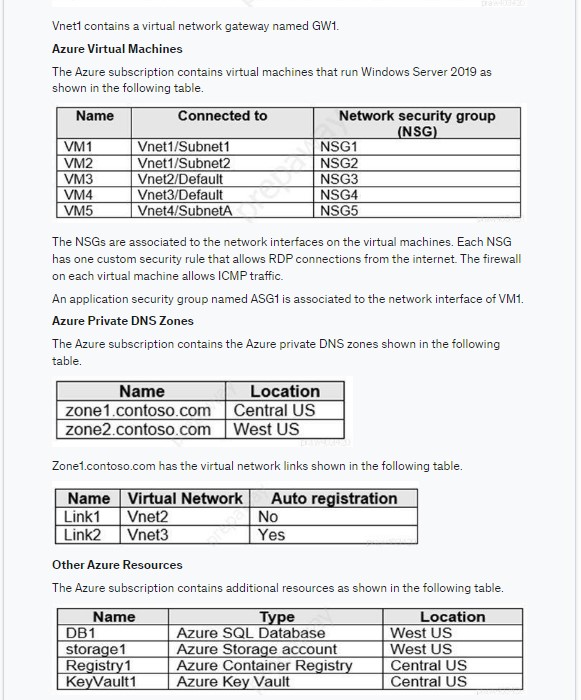 Vnet1 contains a virtual network gateway named GW1.
Azure Virtual Machines
The Azure subscription contains virtual machines that run Windows Server 2019 as
shown in the following table.
Name Connected to Network security group
(NSG)
VM1 Vnet1/Subnet1 NSG1
VM2 Vnet1/Subnet2 NSG2
VM3 Vnet2/Default NSG3
VM4 Vnet3/Default NSG4
VM5 Vnet4/SubnetA NSG5
The NSGs are associated to the network interfaces on the virtual machines. Each NSG
has one custom security rule that allows RDP connections from the internet. The firewall
on each virtual machine allows ICMP traffic.
An application security group named ASG1 is associated to the network interface of VM1.
Azure Private DNS Zones
The Azure subscription contains the Azure private DNS zones shown in the following
table.
Name Location
zone1.contoso.com Central US
zone2.contoso.com West US
Zone1.contoso.com has the virtual network links shown in the following table.
Name Virtual Network Auto registration
Link1 Vnet2 No
Link2 Vnet3 Yes
Other Azure Resources
The Azure subscription contains additional resources as shown in the following table.
Name Type Location
DB1 Azure SQL Database West US
storage1 Azure Storage account West US
Registry1 Azure Container Registry Central US
KeyVault1 Azure Key Vault Central US